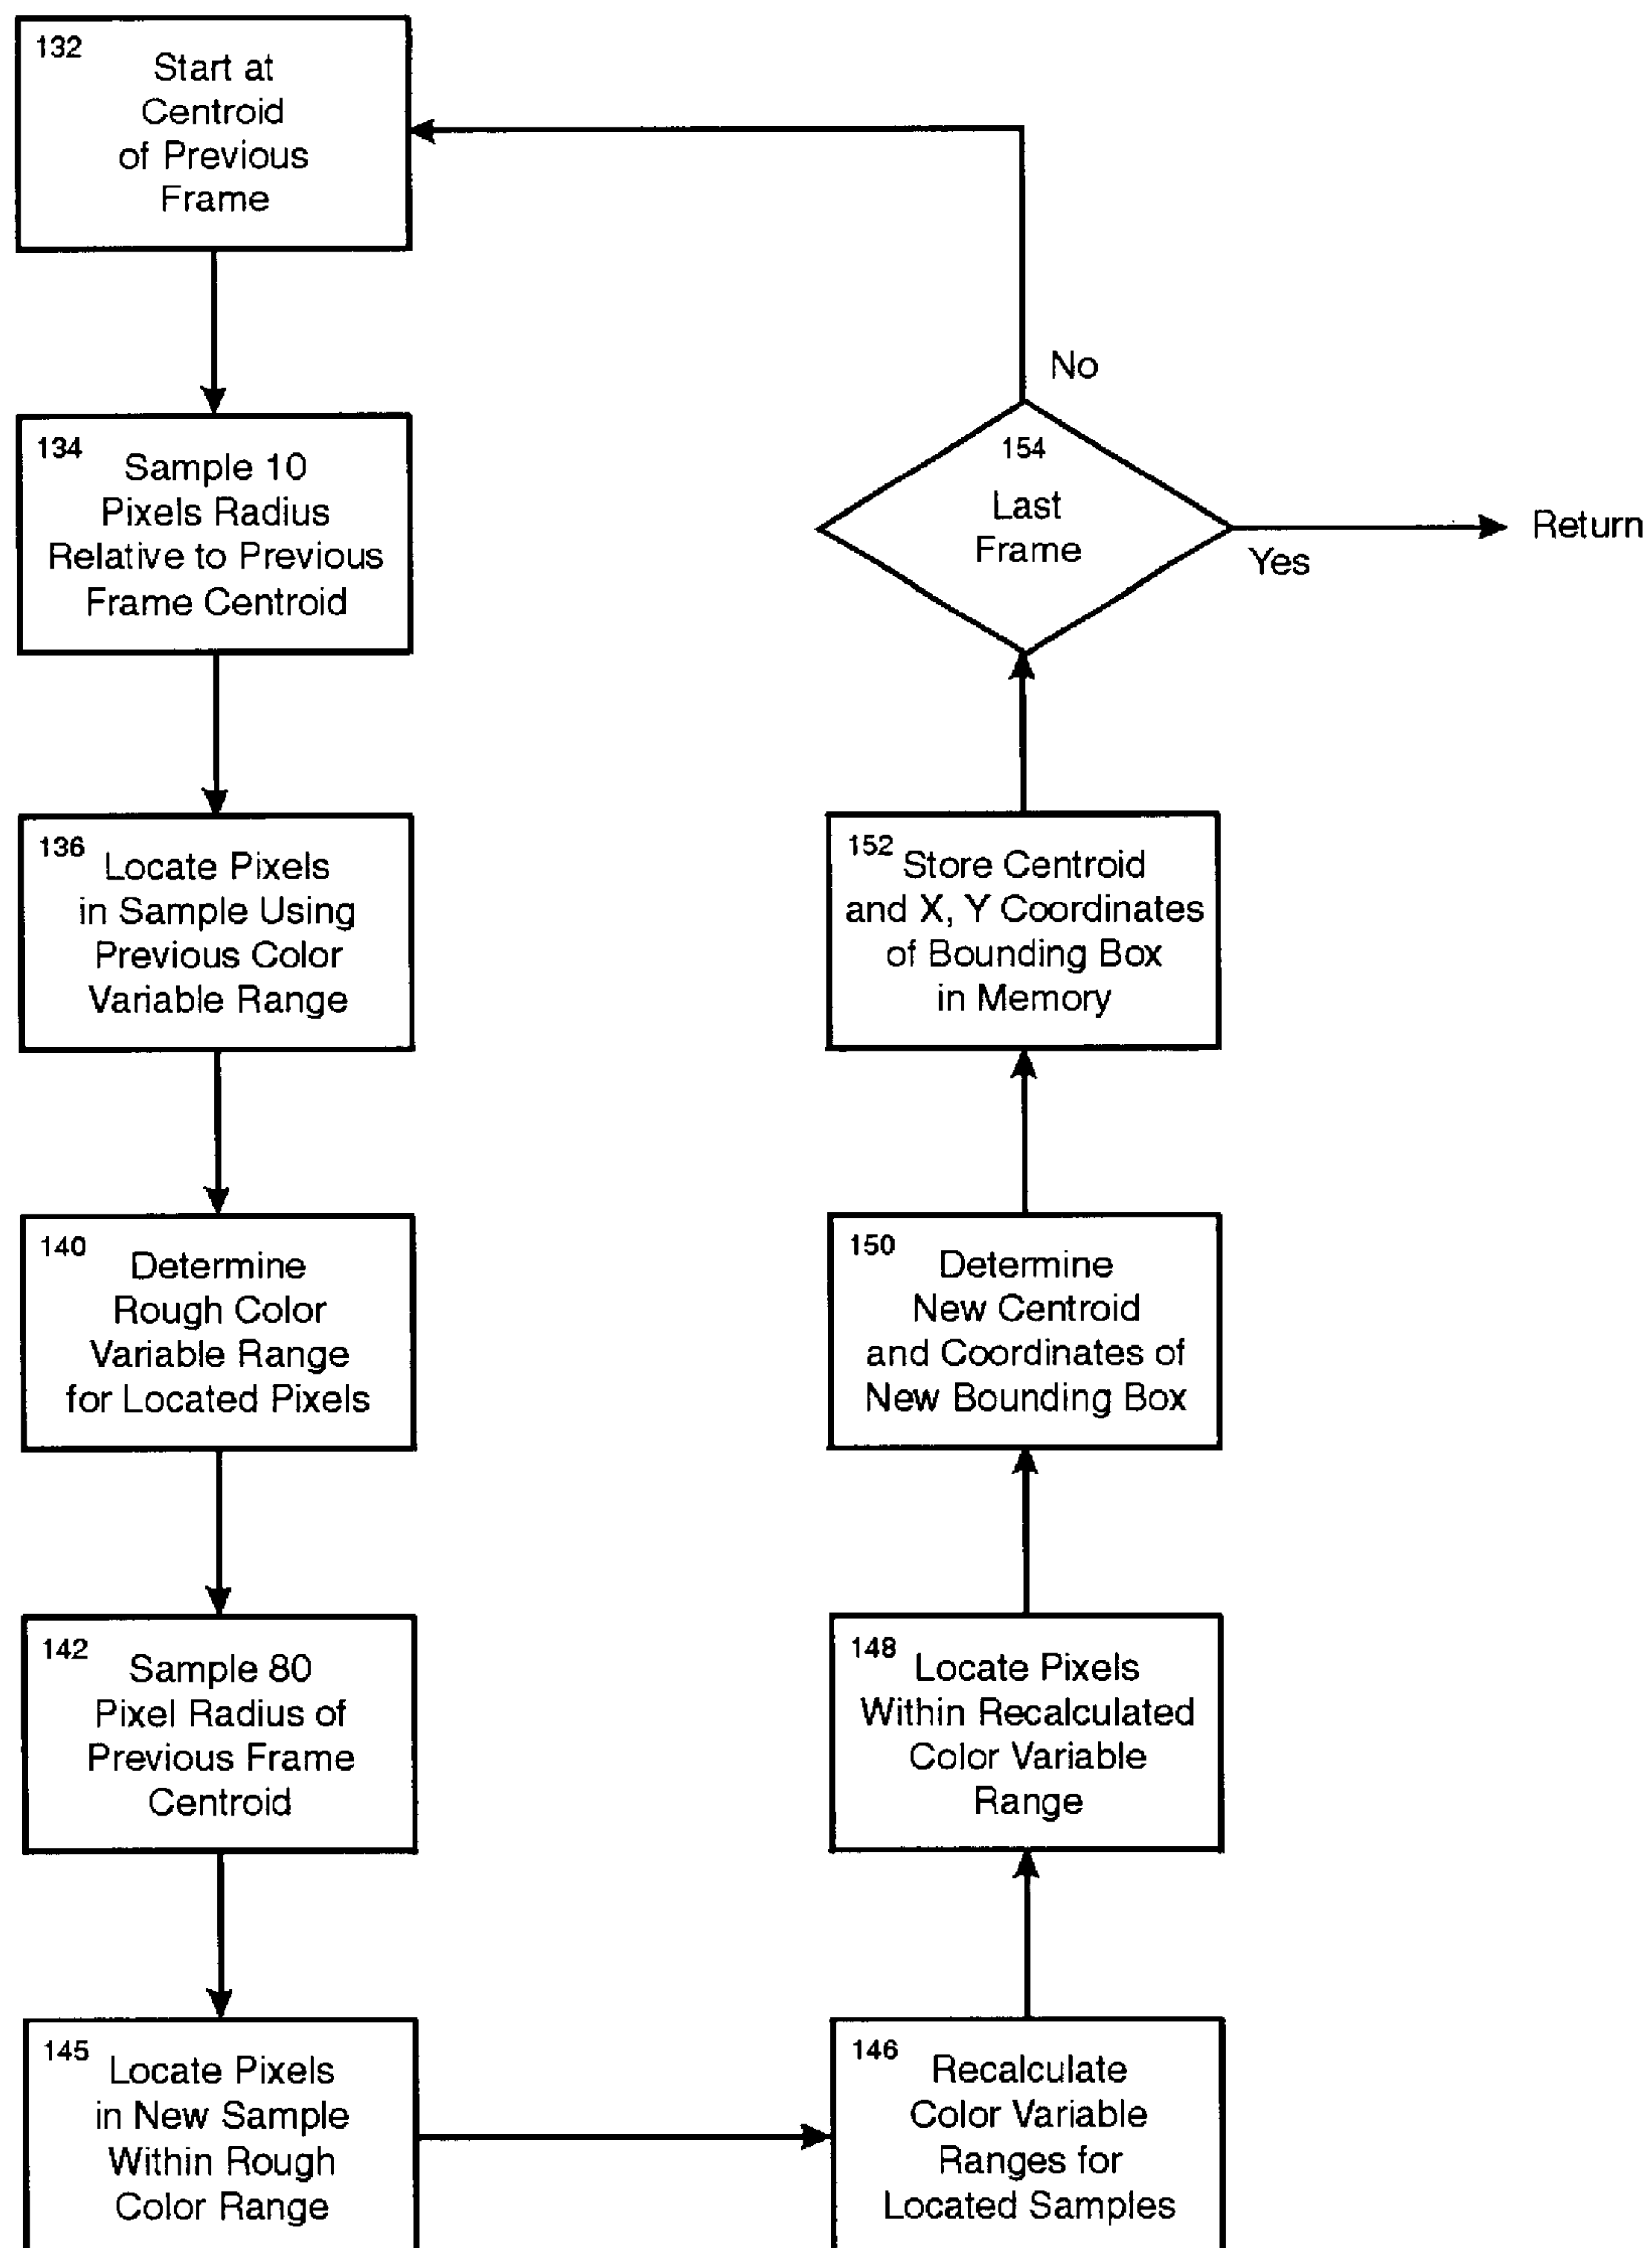 132
Start at
Centroid
of Previous
Frame
134
Sample 10
Pixels Radius
Relative to Previous
Frame Centroid
136
Locate Pixels
in Sample Using
Previous Color
Variable Range
140
Determine
Rough Color
Variable Range
for Located Pixels
142
Sample 80
Pixel Radius of
Previous Frame
Centroid
145
Locate Pixels
in New Sample
Within Rough
Color Range
146
Recalculate
Color Variable
Ranges for
Located Samples
148
Locate Pixels
Within Recalculated
Color Variable
Range
150
Determine
New Centroid
and Coordinates of
New Bounding Box
152
Store Centroid
and X, Y Coordinates
of Bounding Box
in Memory
154
Last
Frame
No
Yes
Return